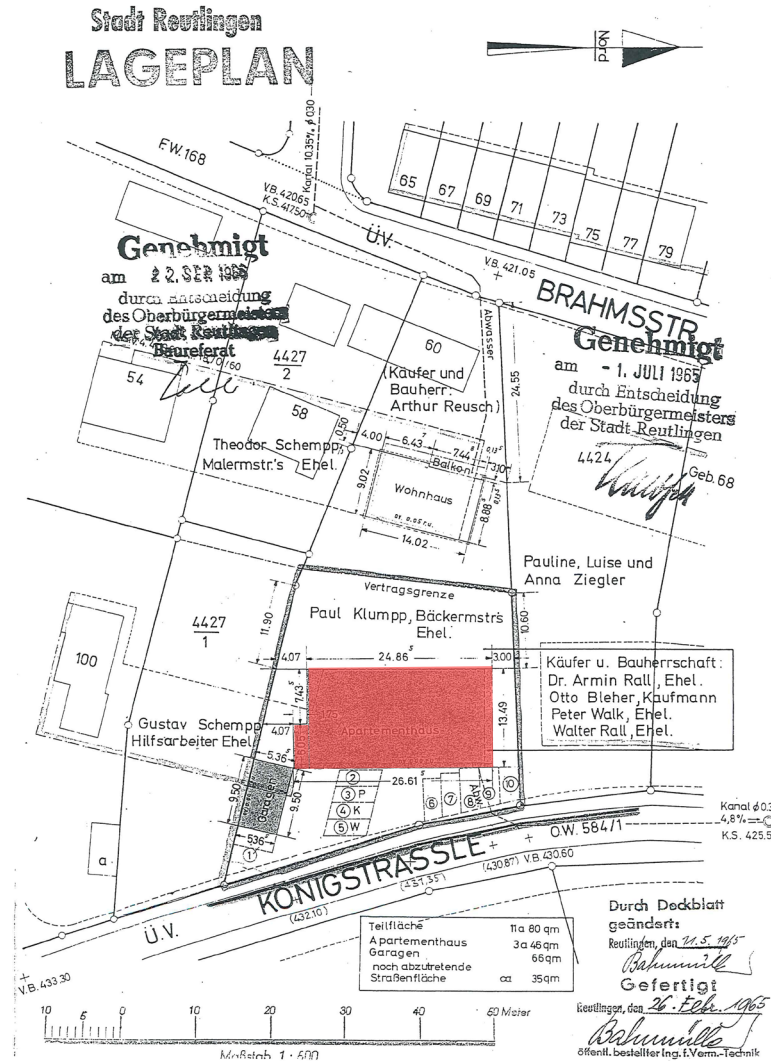 Stadt Reutlingen
LAGEPLAN
Nord
Kanal 10,35% ϕ 0,30
F.W. 168
V.B. 420.65
K.S. 417.50
Ü.V.
65
67
69
71
73
75
77
79
V.B. 421.05
BRAHMSSTR.
Genehmigt
am 22. SEP. 1965
durch Entscheidung
des Oberbürgermeisters
der Stadt Reutlingen
Baureferat
4427
2
54
58
60
(Käufer und
Bauherr:
Arthur Reusch)
Abwasser
24.55
Genehmigt
am - 1. JULI 1965
durch Entscheidung
des Oberbürgermeisters
der Stadt Reutlingen
4424
Geb. 68
Theodor Schempp,
Malermstr.'s Ehel.
0.50
4.00
6.43
7.44
Balkon
3.10
9.02
Wohnhaus
8.88
14.02
Pauline, Luise und
Anna Ziegler
Vertragsgrenze
Paul Klumpp, Bäckermstr's
Ehel.
4427
1
11.90
10.60
100
4.07
24.86
3.00
Käufer u. Bauherrschaft:
Dr. Armin Rall, Ehel.
Otto Bleher, Kaufmann
Peter Walk, Ehel.
Walter Rall, Ehel.
7.43
13.49
Gustav Schempp
Hilfsarbeiter Ehel.
4.07
Apartementhaus
5.36
26.61
9.50
Garagen
9.50
5.36
1
2
3 P
4 K
5 W
6
7
8
9
10
Abw.
a
KÖNIGSTRÄSSLE
O.W. 584/1
Kanal ϕ 0.3
4,8%
K.S. 425.5
(432.10)
(431.35)
(430.87)
V.B. 430.60
Ü.V.
V.B. 433.30
Teilfläche 11a 80 qm
Apartementhaus 3a 46 qm
Garagen 66 qm
noch abzutretende
Straßenfläche ca 35 qm
Durch Deckblatt
geändert:
Reutlingen, den 11.5. 1965
Gefertigt
Reutlingen, den 26. Febr. 1965
öffentl. bestellter Ing. f. Verm.-Technik
10 5 0 10 20 30 40 50 Meter
Maßstab 1 : 500